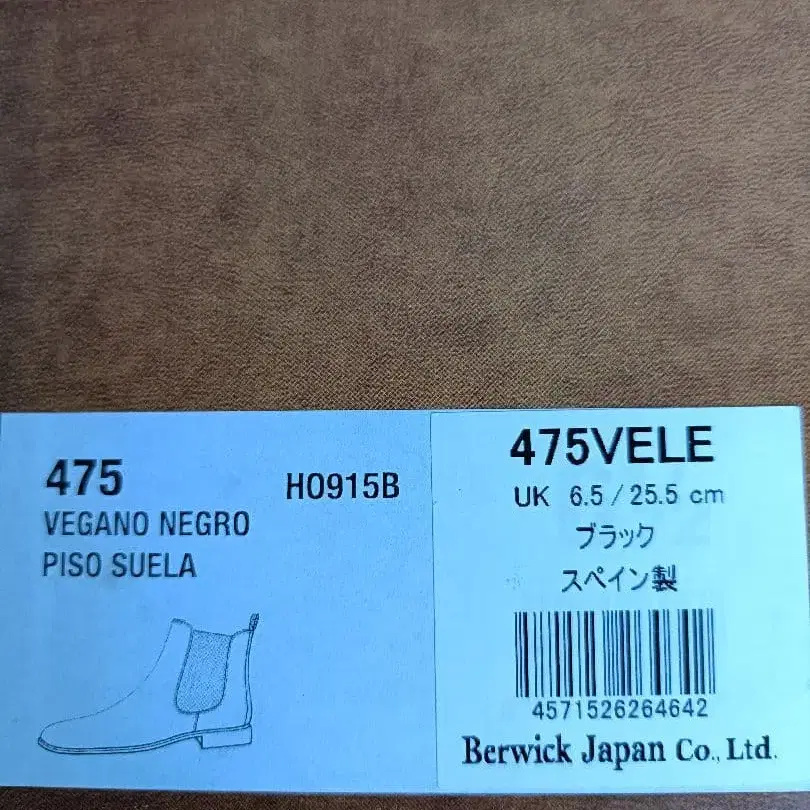 475
HO915B
VEGANO NEGRO
PISO SUELA
475VELE
UK 6.5/25.5 cm
ブラック
スペイン製
4571526264642
Berwick Japan Co., Ltd.